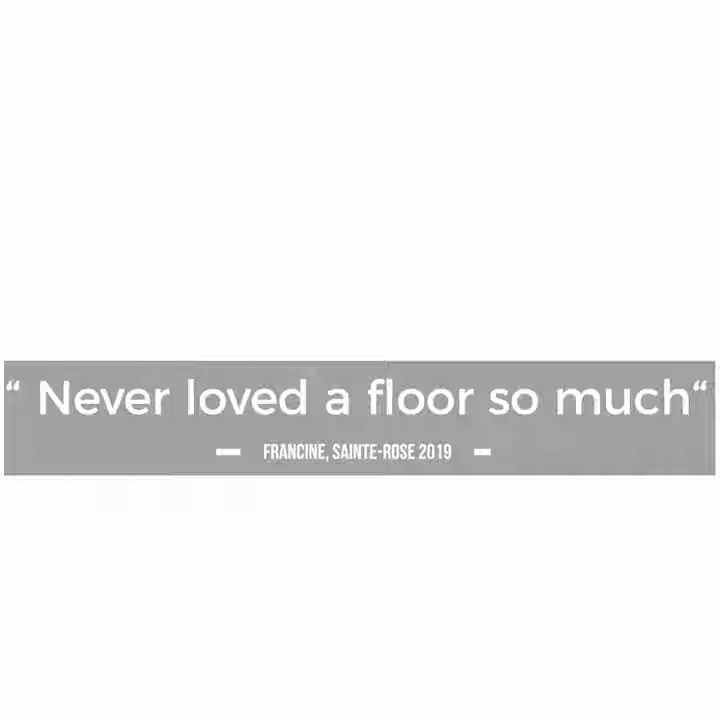 “ Never loved a floor so much“
FRANCINE, SAINTE-ROSE 2019